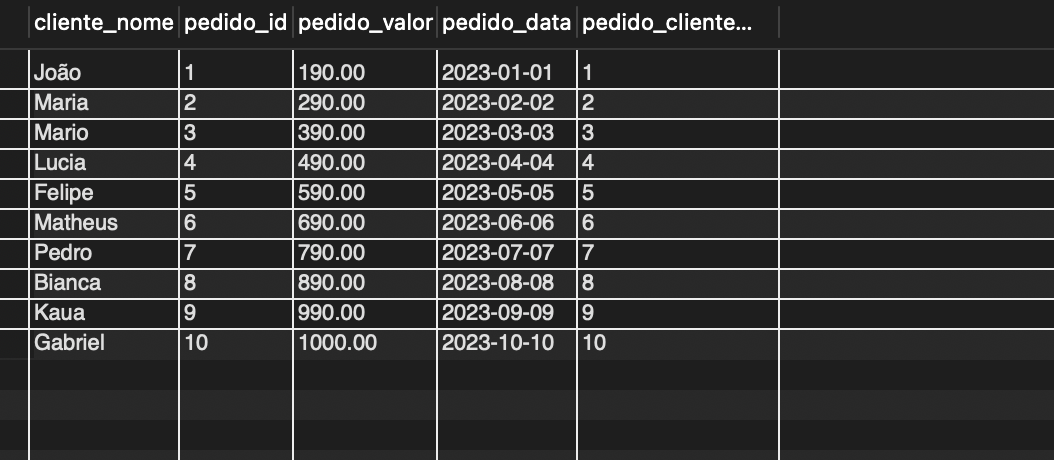 cliente_nome pedido_id pedido_valor pedido_data pedido_cliente...
João 1 190.00 2023-01-01 1
Maria 2 290.00 2023-02-02 2
Mario 3 390.00 2023-03-03 3
Lucia 4 490.00 2023-04-04 4
Felipe 5 590.00 2023-05-05 5
Matheus 6 690.00 2023-06-06 6
Pedro 7 790.00 2023-07-07 7
Bianca 8 890.00 2023-08-08 8
Kaua 9 990.00 2023-09-09 9
Gabriel 10 1000.00 2023-10-10 10